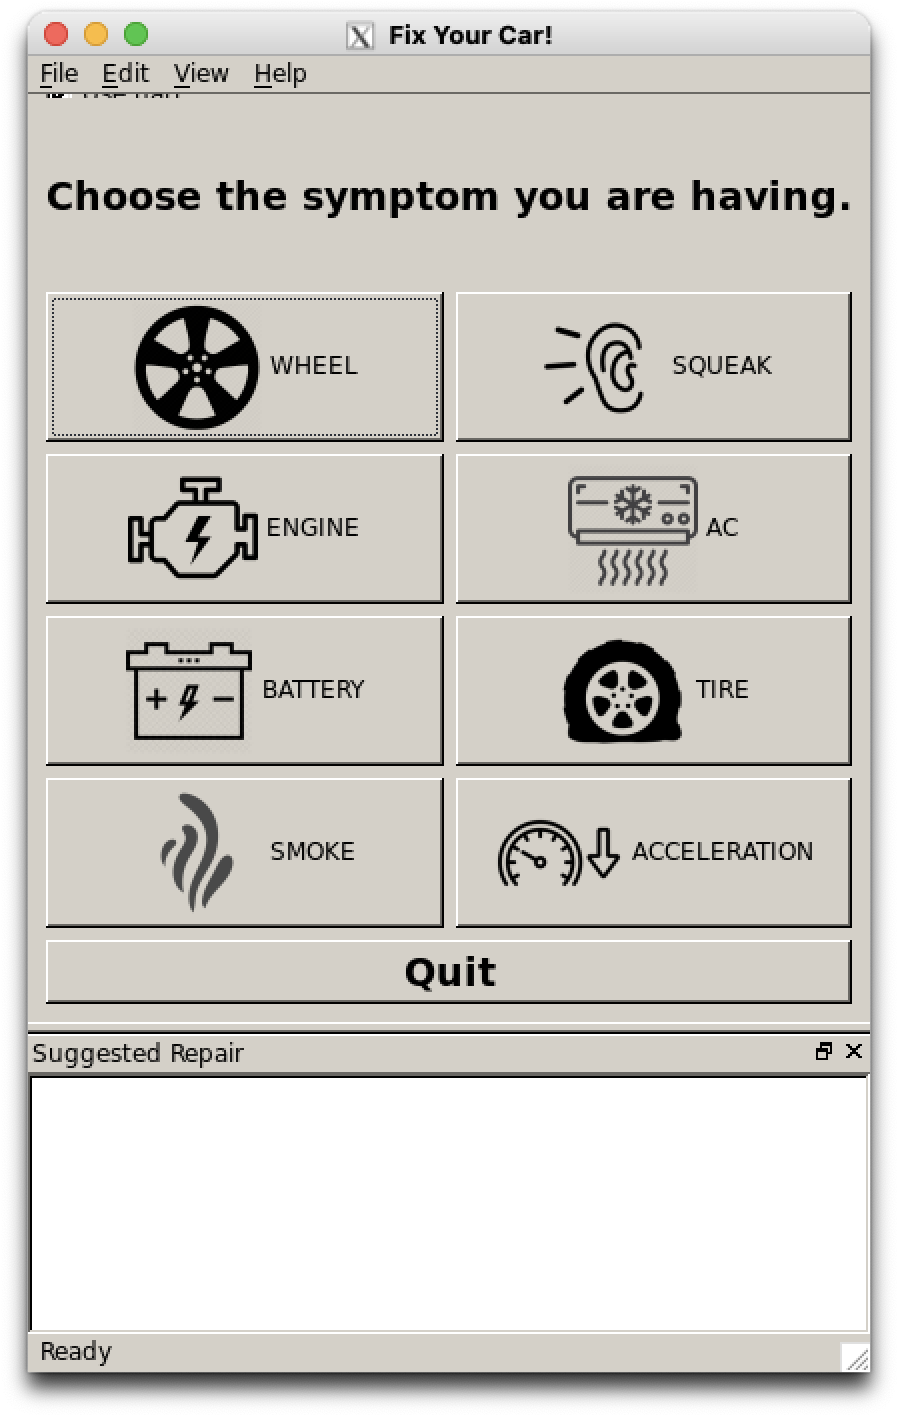 Fix Your Car!
File Edit View Help
Choose the symptom you are having.
WHEEL
SQUEAK
ENGINE
AC
BATTERY
TIRE
SMOKE
ACCELERATION
Quit
Suggested Repair
Ready